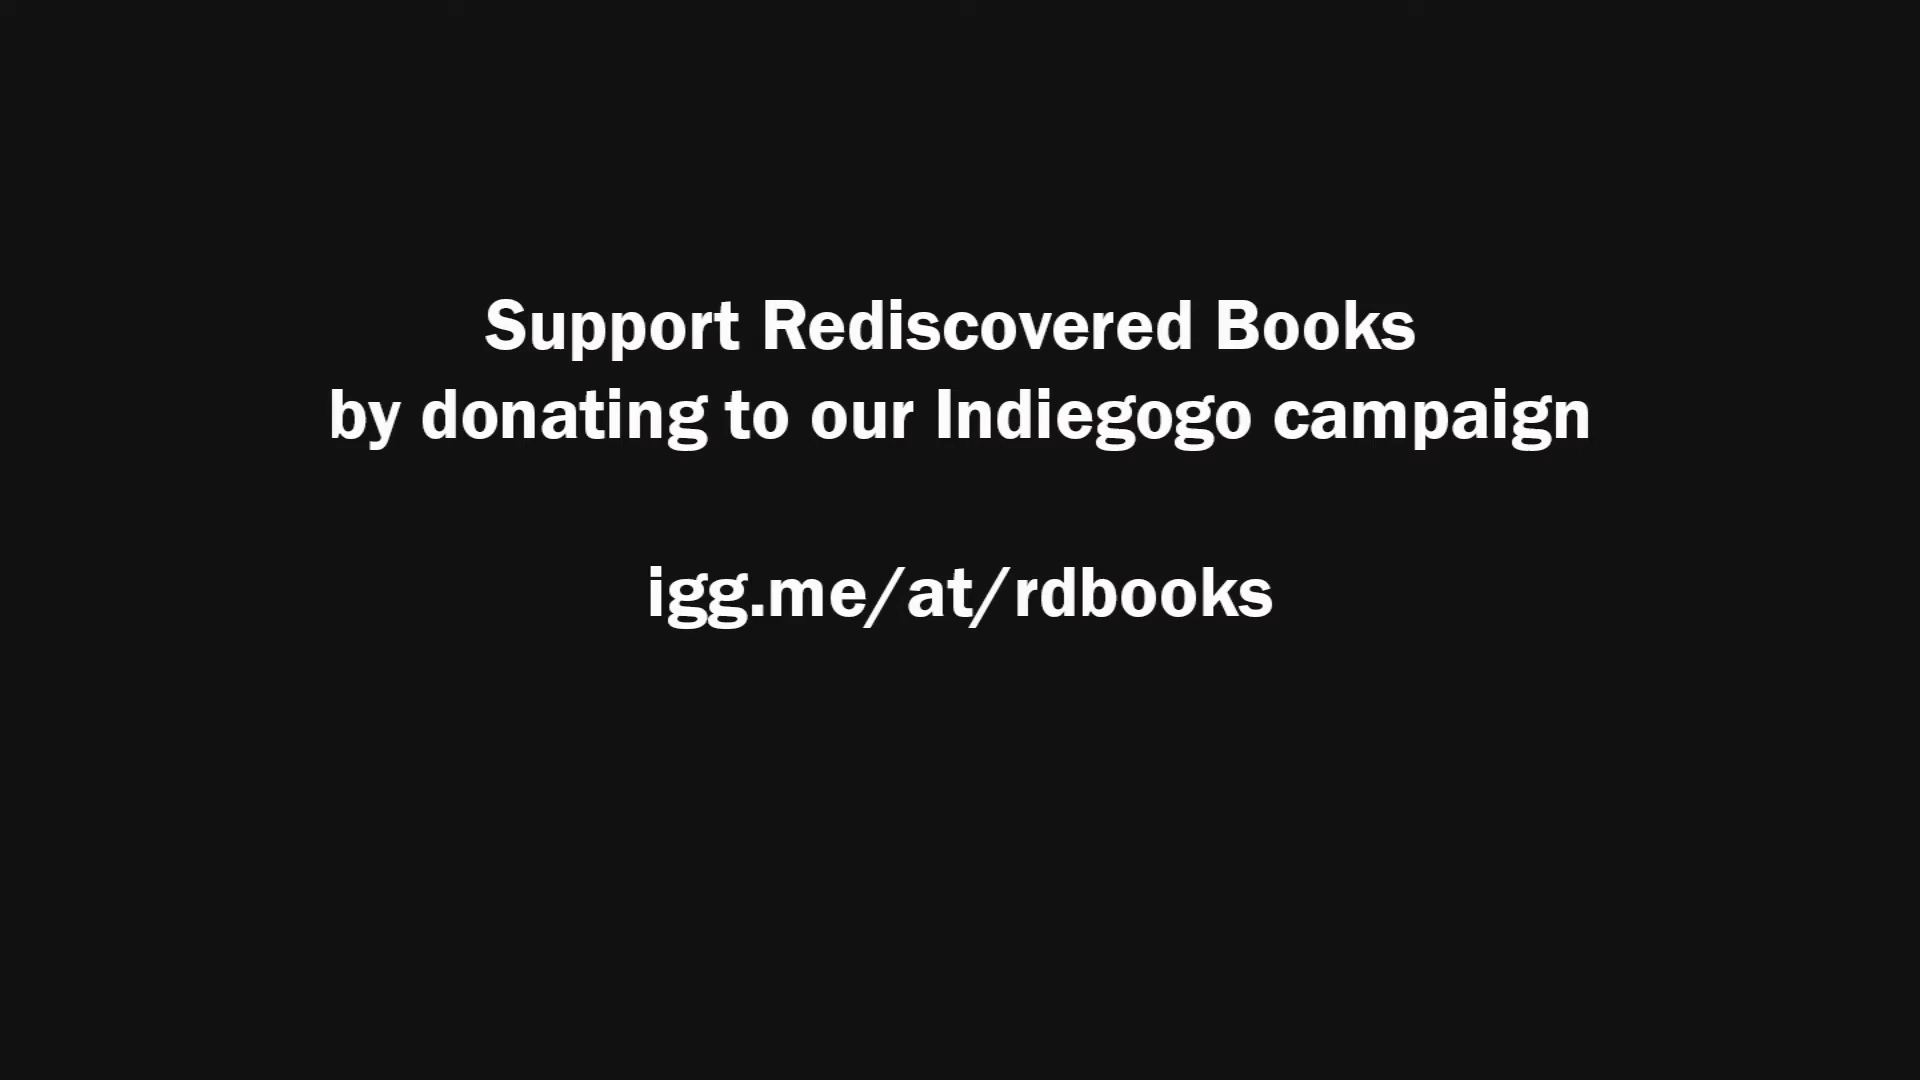 Support Rediscovered Books
by donating to our Indiegogo campaign
igg.me/at/rdbooks